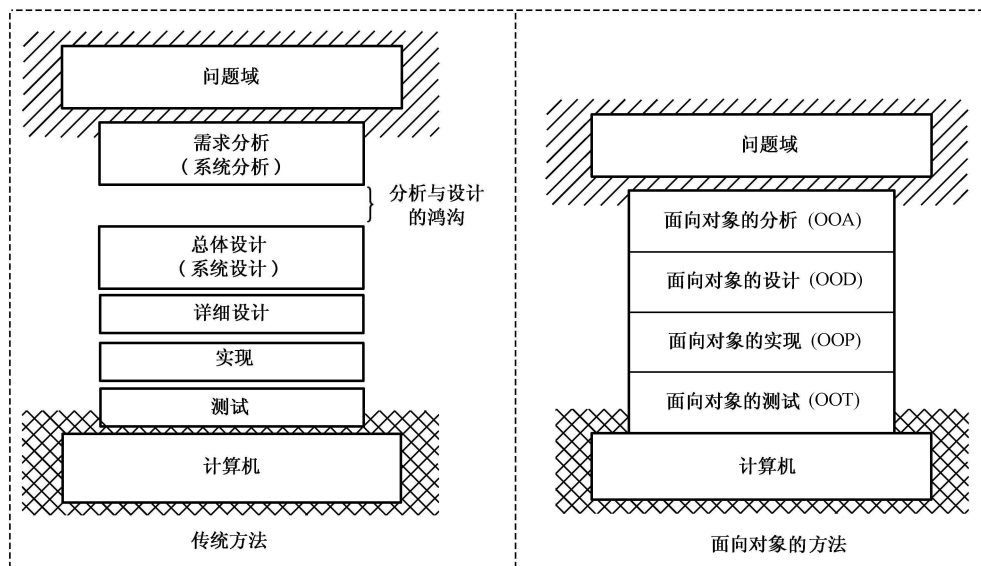 问题域
需求分析
（系统分析）
分析与设计
的鸿沟
总体设计
（系统设计）
详细设计
实现
测试
计算机
传统方法
问题域
面向对象的分析 (OOA)
面向对象的设计 (OOD)
面向对象的实现 (OOP)
面向对象的测试 (OOT)
计算机
面向对象的方法